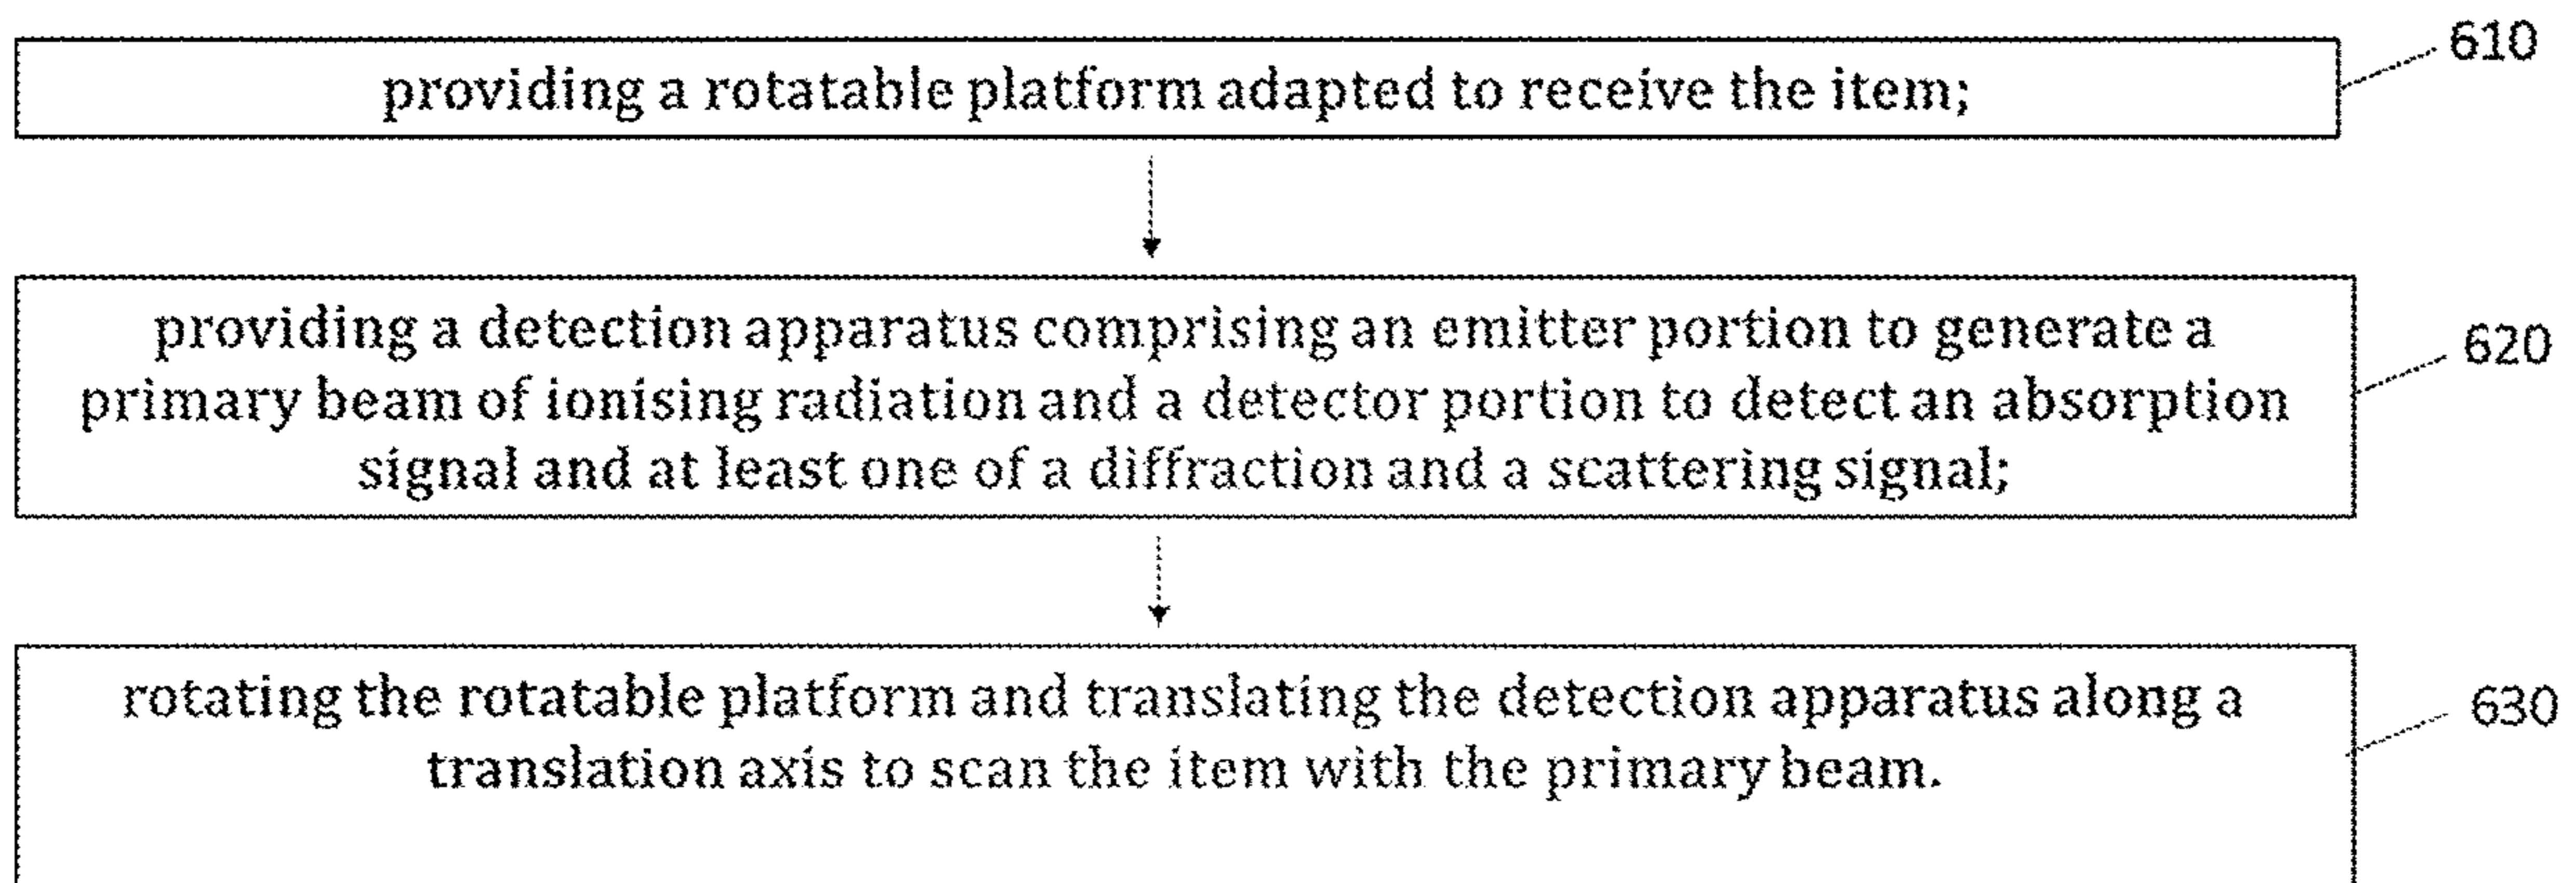 610
providing a rotatable platform adapted to receive the item;
providing a detection apparatus comprising an emitter portion to generate a
620
primary beam of ionising radiation and a detector portion to detect an absorption
signal and at least one of a diffraction and a scattering signal;
rotating the rotatable platform and translating the detection apparatus along a
630
translation axis to scan the item with the primary beam.